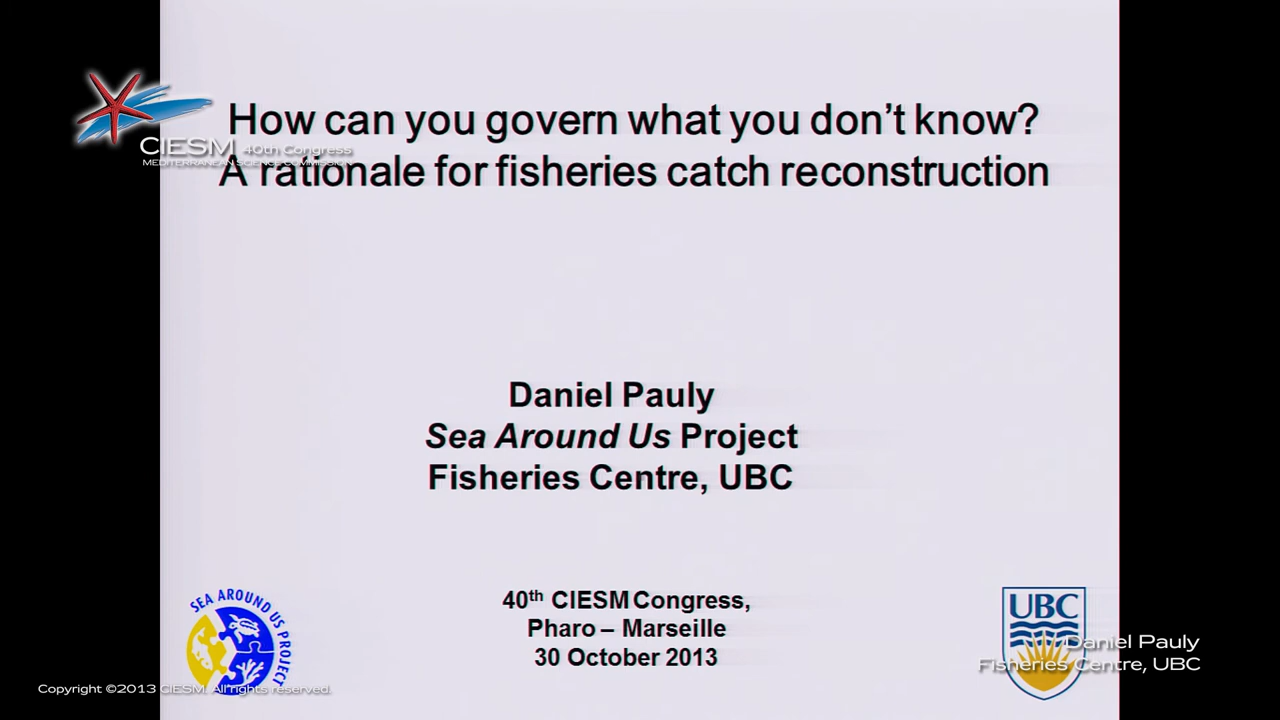 How can you govern what you don't know?
A rationale for fisheries catch reconstruction
CIESM 40th Congress
MEDITERRANEAN SCIENCE COMMISSION
Daniel Pauly
Sea Around Us Project
Fisheries Centre, UBC
40th CIESM Congress,
Pharo – Marseille
30 October 2013
SEA AROUND US PROJECT
UBC
Daniel Pauly
Fisheries Centre, UBC
Copyright ©2013 CIESM. All rights reserved.